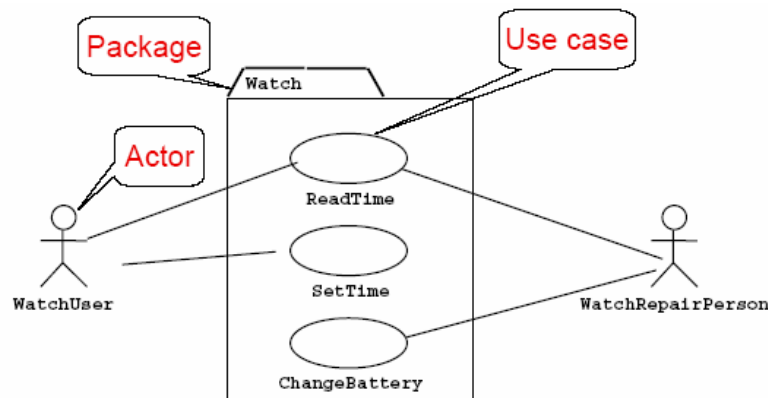 Package
Use case
Watch
Actor
ReadTime
SetTime
WatchUser
WatchRepairPerson
ChangeBattery